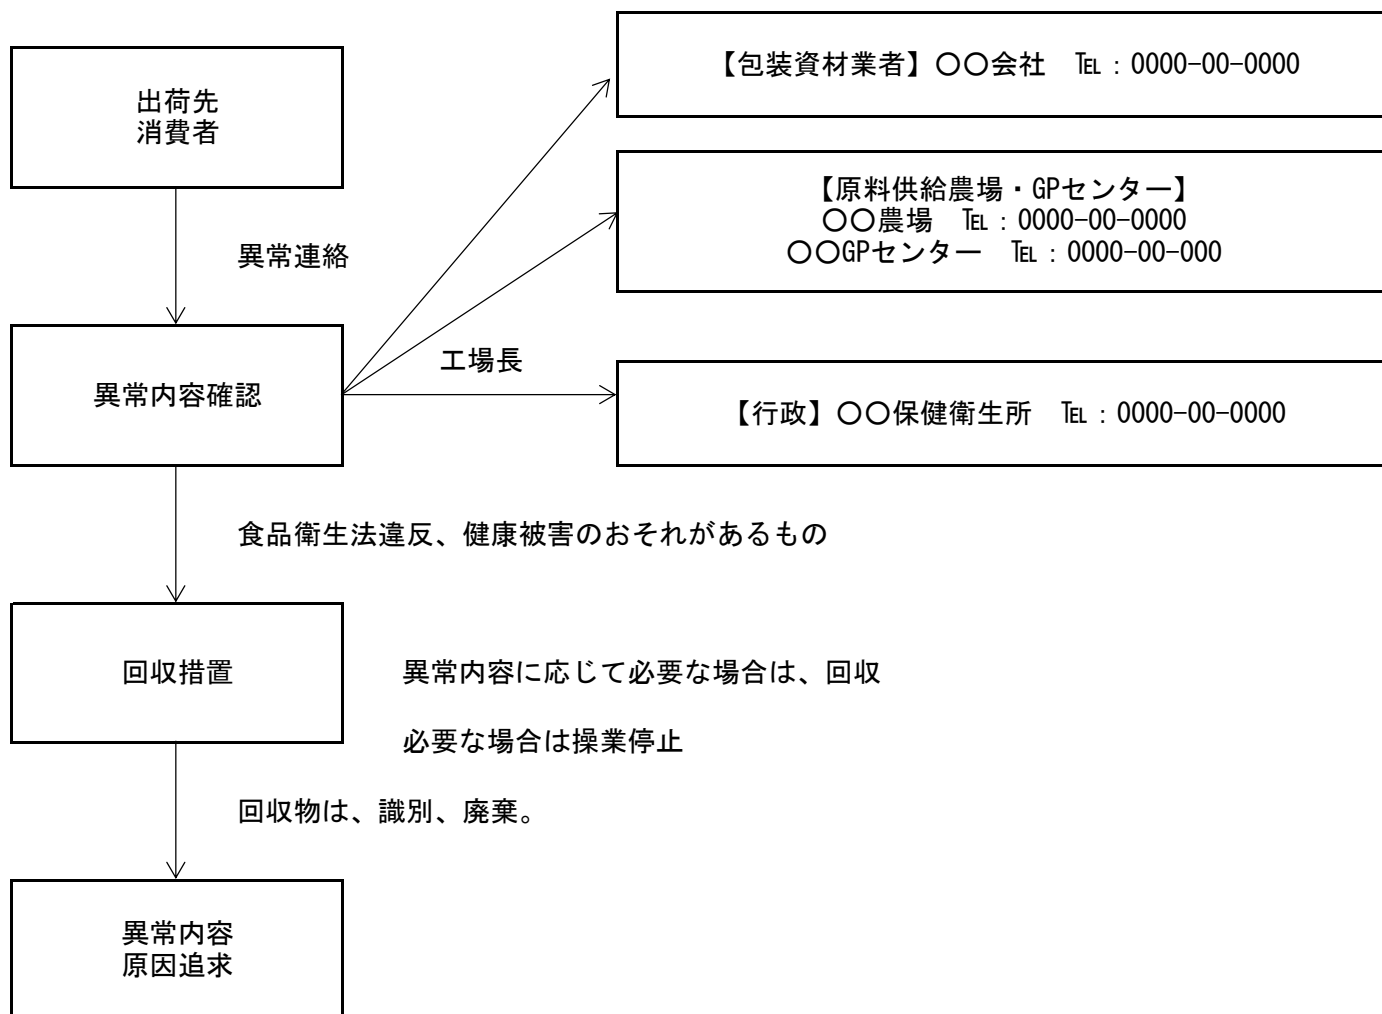 出荷先
消費者
【包装資材業者】〇〇会社　℡：0000-00-0000
【原料供給農場・GPセンター】
〇〇農場　℡：0000-00-0000
〇〇GPセンター　℡：0000-00-000
異常連絡
工場長
異常内容確認
【行政】〇〇保健衛生所　℡：0000-00-0000
食品衛生法違反、健康被害のおそれがあるもの
回収措置
異常内容に応じて必要な場合は、回収
必要な場合は操業停止
回収物は、識別、廃棄。
異常内容
原因追求